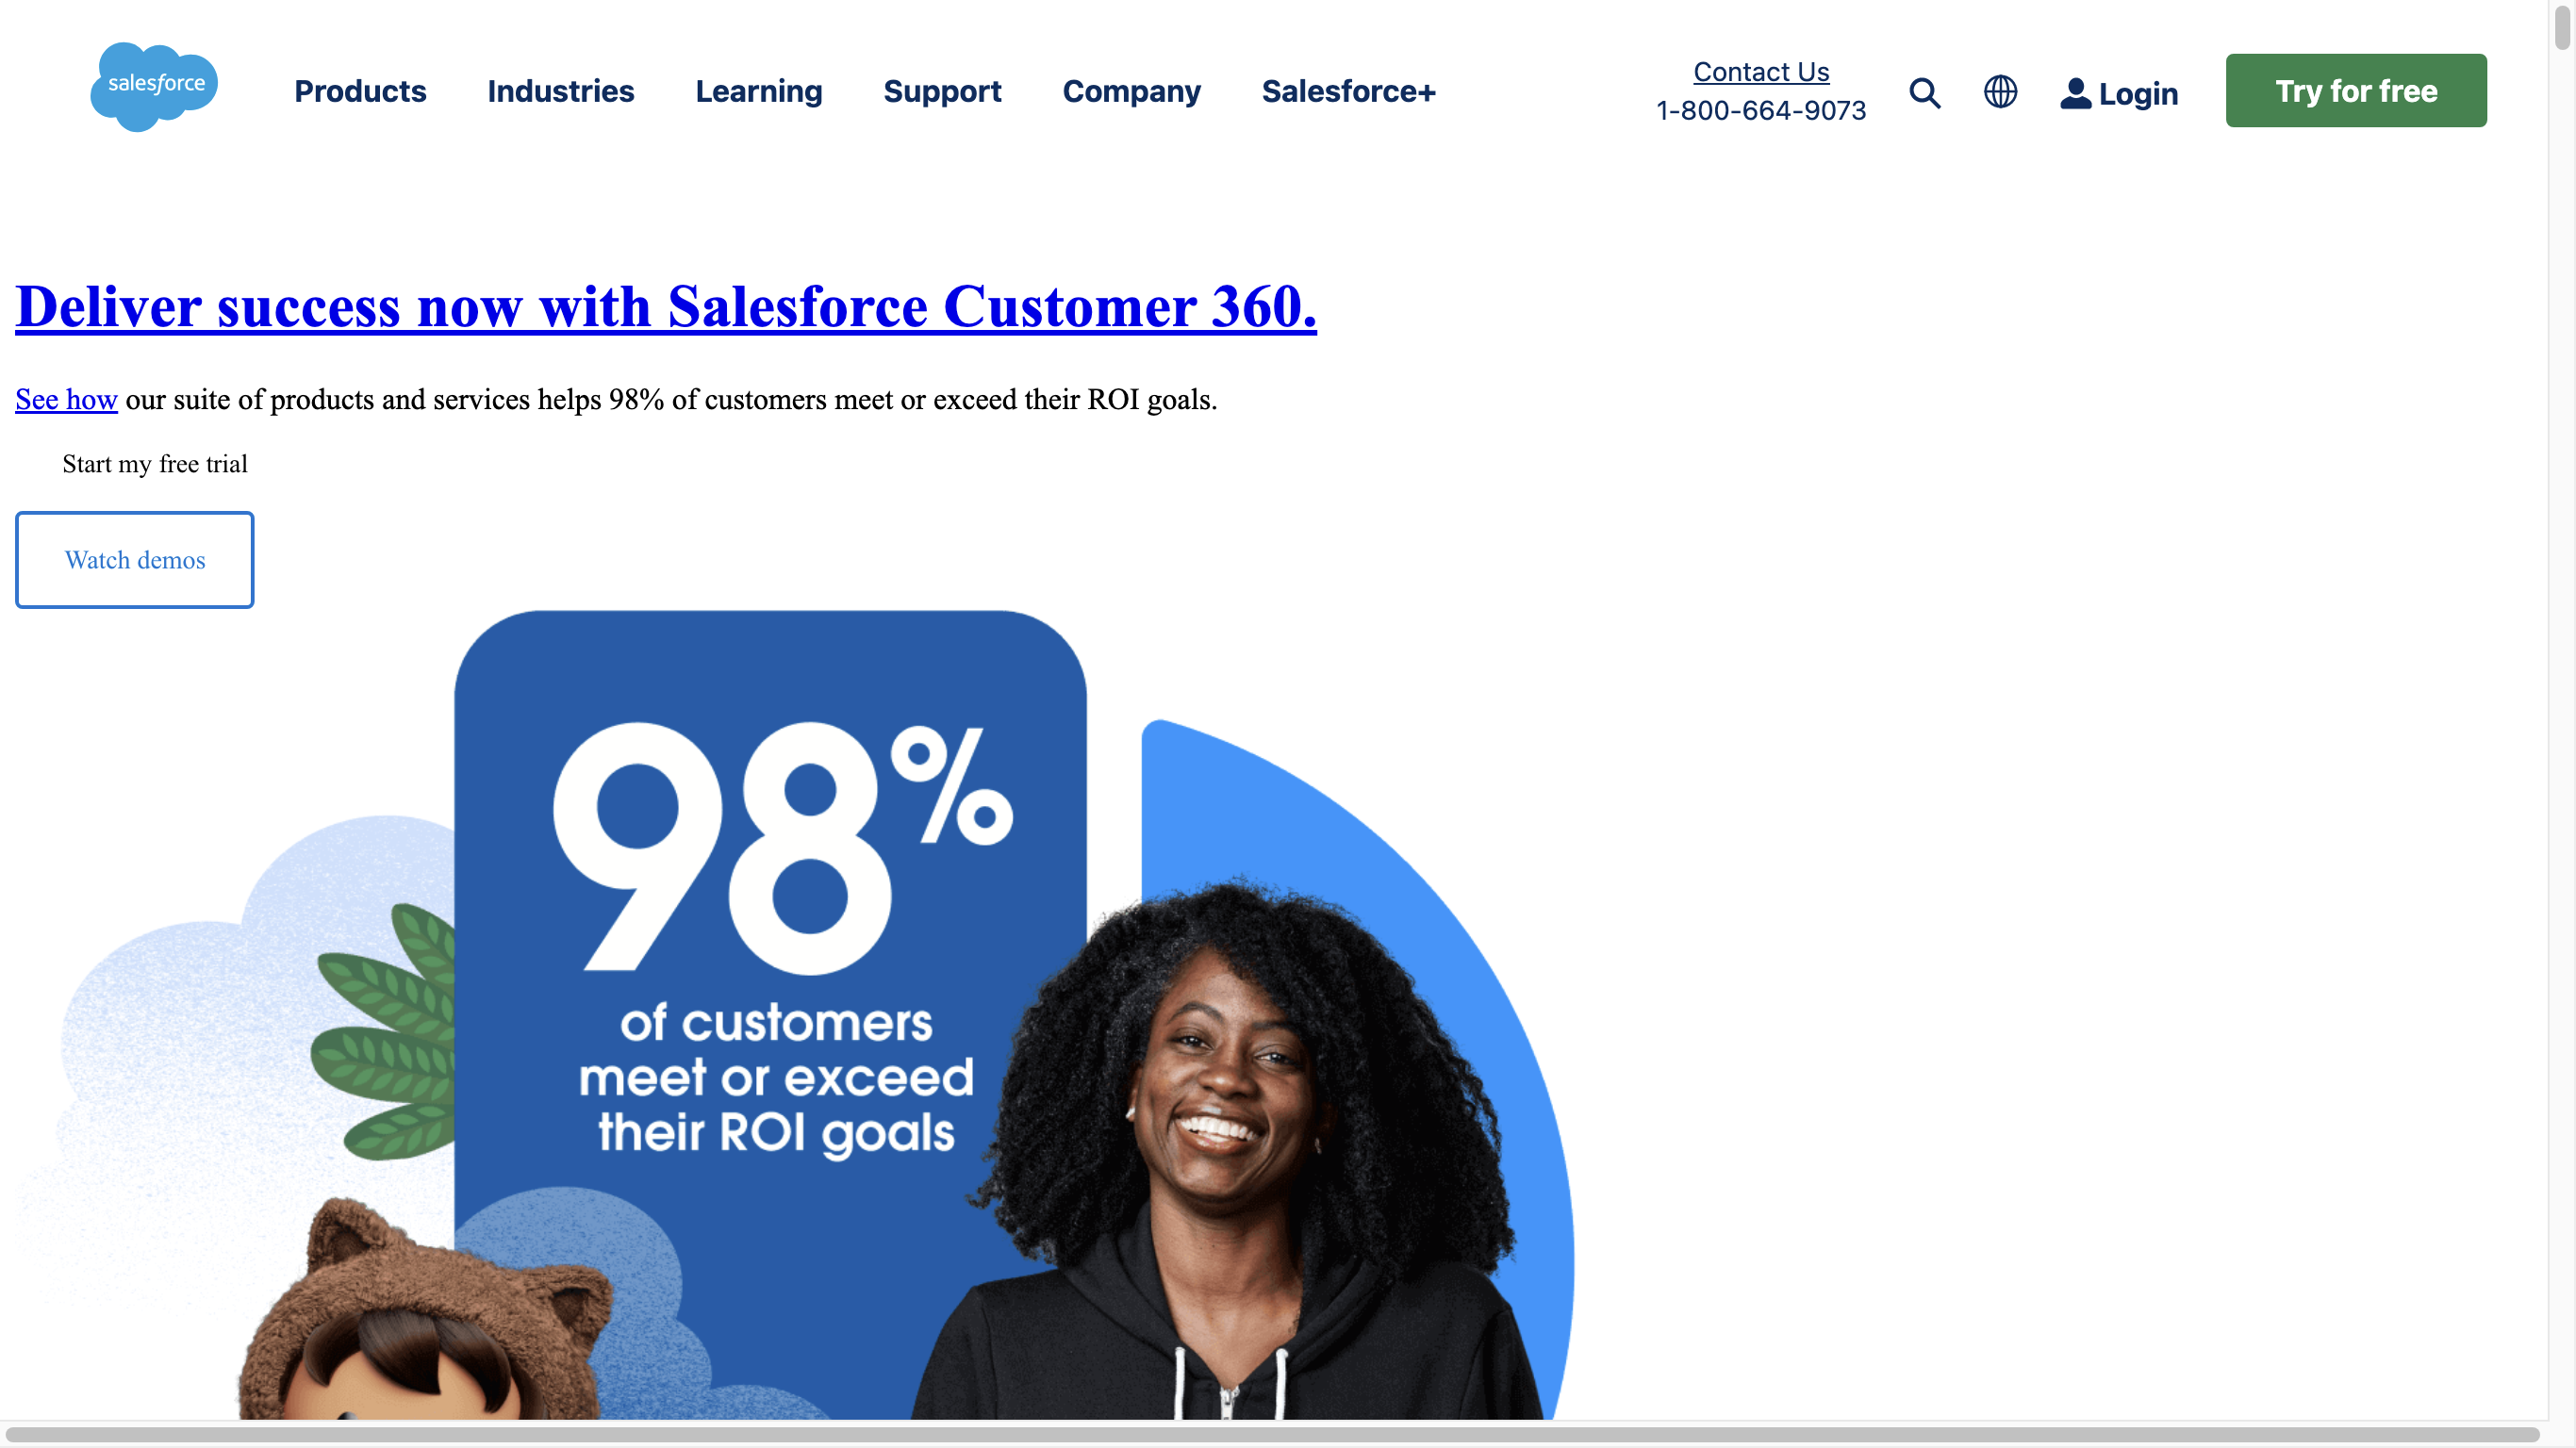 salesforce
Products Industries Learning Support Company Salesforce+
Contact Us
1-800-664-9073
Login
Try for free
Deliver success now with Salesforce Customer 360.
See how our suite of products and services helps 98% of customers meet or exceed their ROI goals.
Start my free trial
Watch demos
98%
of customers
meet or exceed
their ROI goals